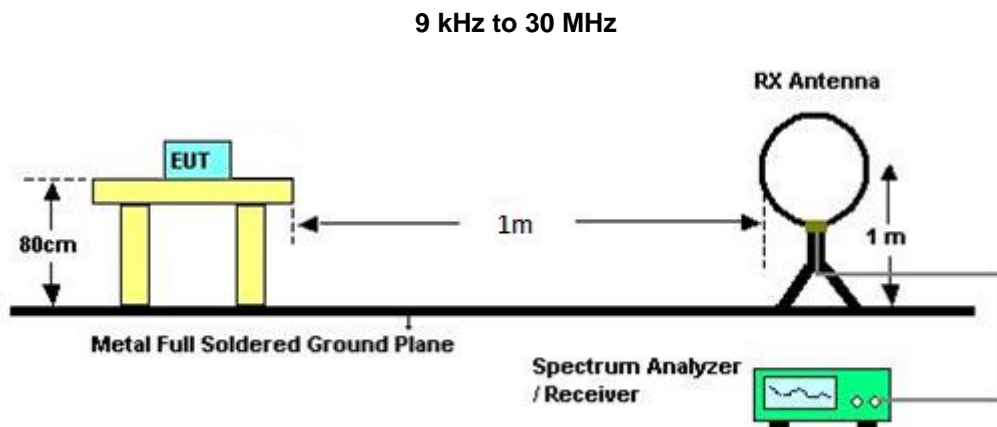 9 kHz to 30 MHz
RX Antenna
EUT
80cm
1m
1 m
Metal Full Soldered Ground Plane
Spectrum Analyzer
/ Receiver